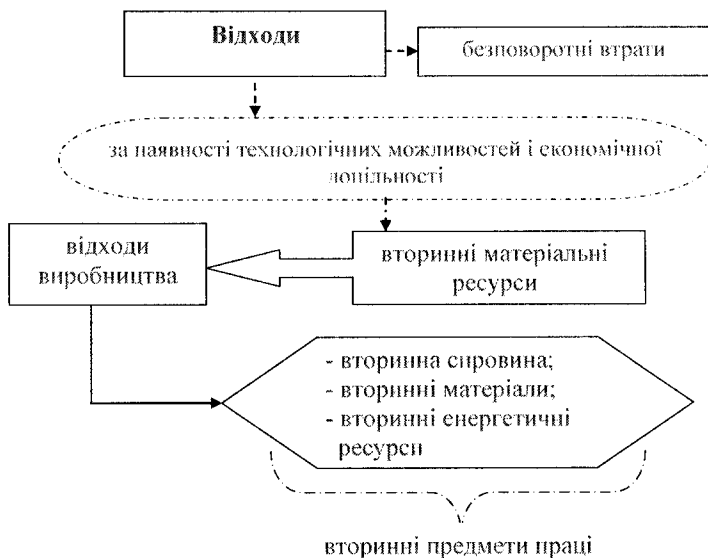 Відходи
безповоротні втрати
за наявності технологічних можливостей і економічної
доцільності
відходи
виробництва
вторинні матеріальні
ресурси
- вторинна сировина;
- вторинні матеріали;
- вторинні енергетичні
ресурси
вторинні предмети праці